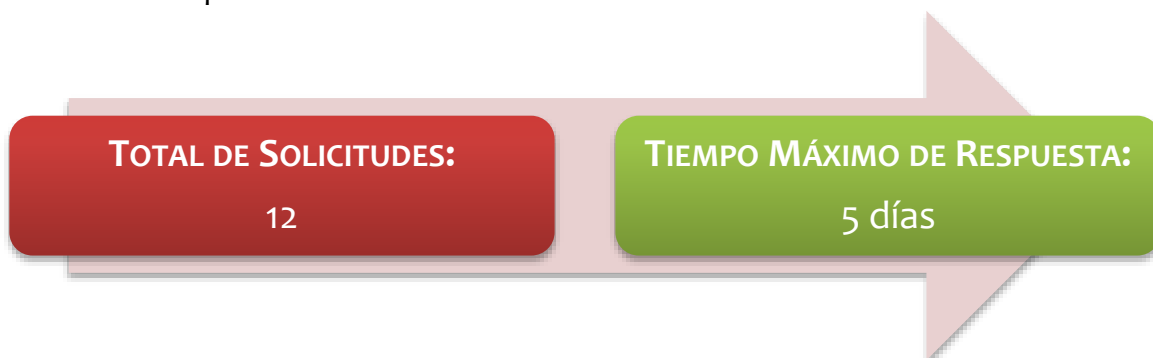 TOTAL DE SOLICITUDES:
12
TIEMPO MÁXIMO DE RESPUESTA:
5 días